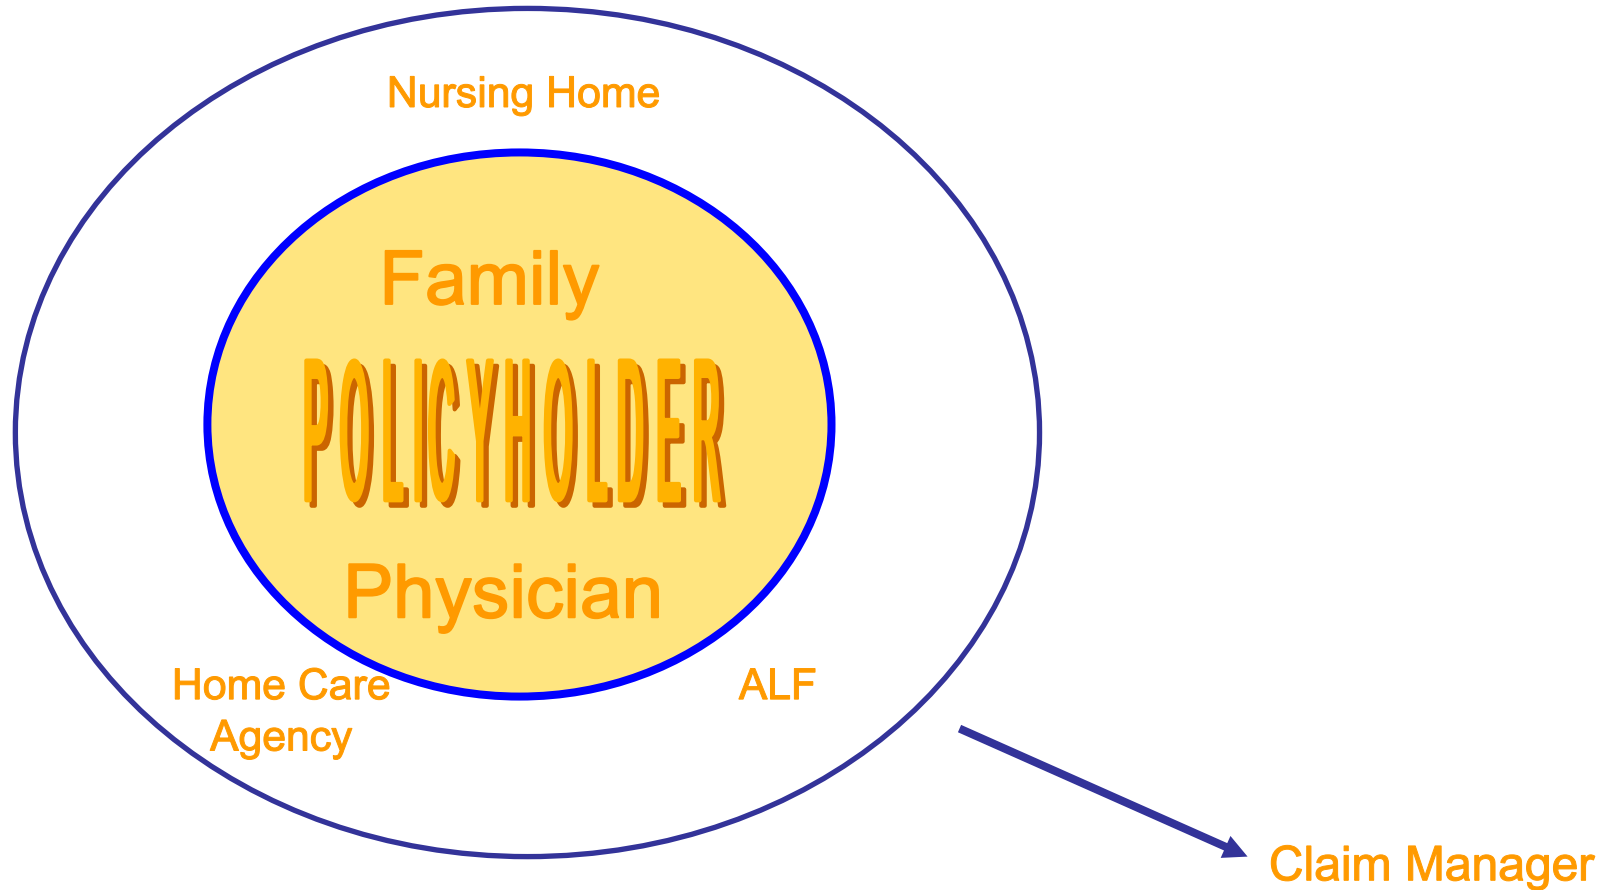 Nursing Home
Family
POLICYHOLDER
Physician
Home Care
Agency
ALF
Claim Manager